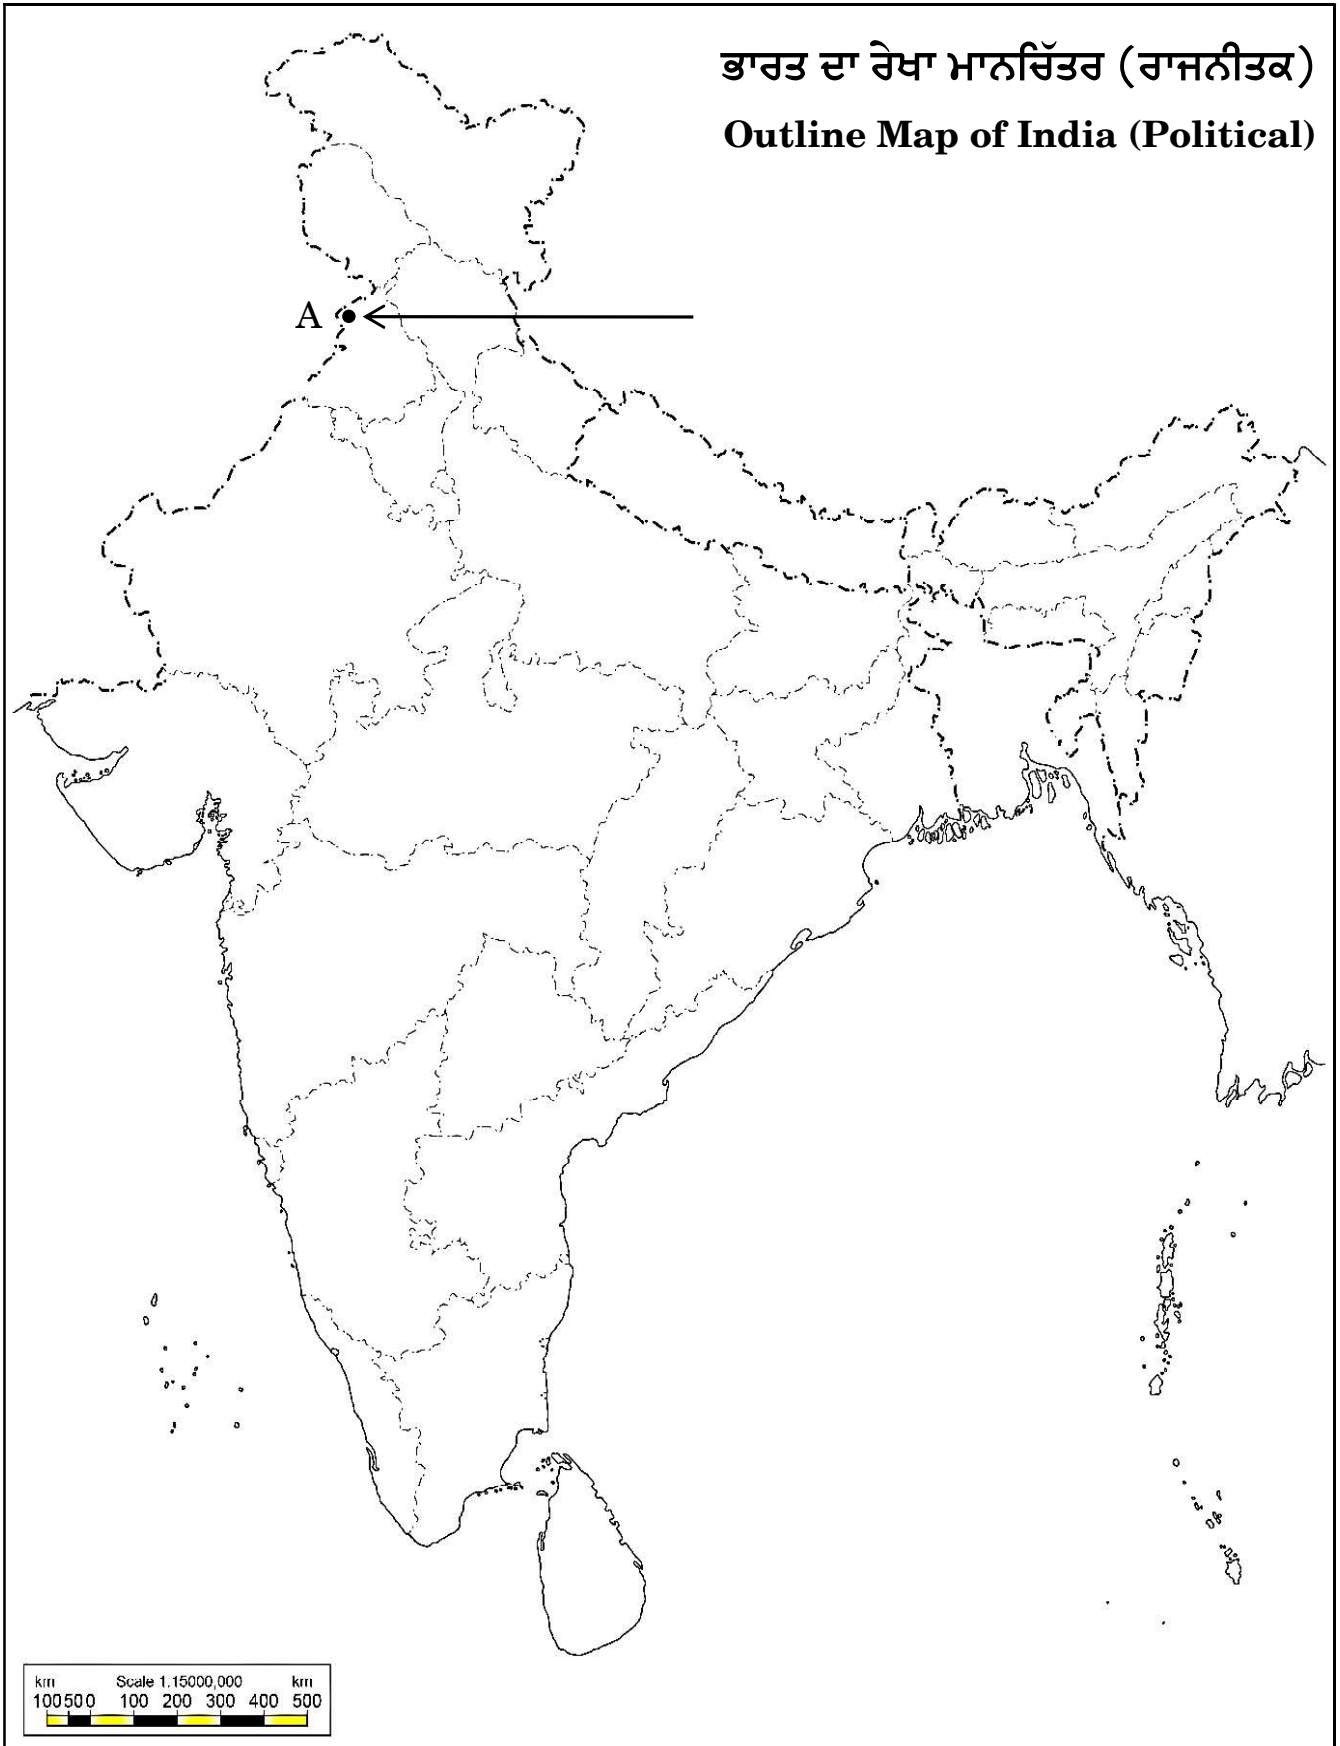 ਭਾਰਤ ਦਾ ਰੇਖਾ ਮਾਨਚਿੱਤਰ (ਰਾਜਨੀਤਕ)
Outline Map of India (Political)
A
km Scale 1:15000,000 km
100 50 0 100 200 300 400 500